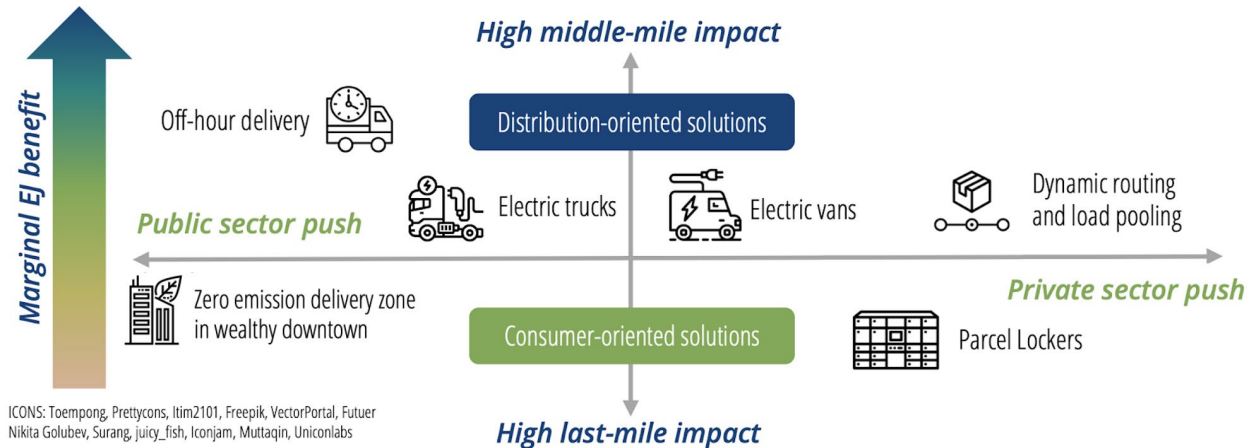 High middle-mile impact
Marginal EJ benefit
Off-hour delivery
Distribution-oriented solutions
Electric trucks
Electric vans
Dynamic routing
and load pooling
Public sector push
Private sector push
Zero emission delivery zone
in wealthy downtown
Consumer-oriented solutions
Parcel Lockers
ICONS: Toempong, Prettycons, Itim2101, Freepik, VectorPortal, Futuer
Nikita Golubev, Surang, juicy_fish, Iconjam, Muttaqin, Uniconlabs
High last-mile impact